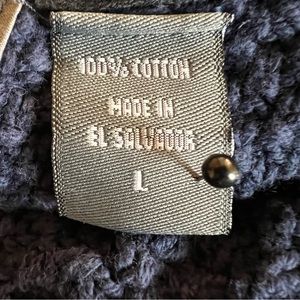 100% COTTON
MADE IN
EL SALVADOR
L